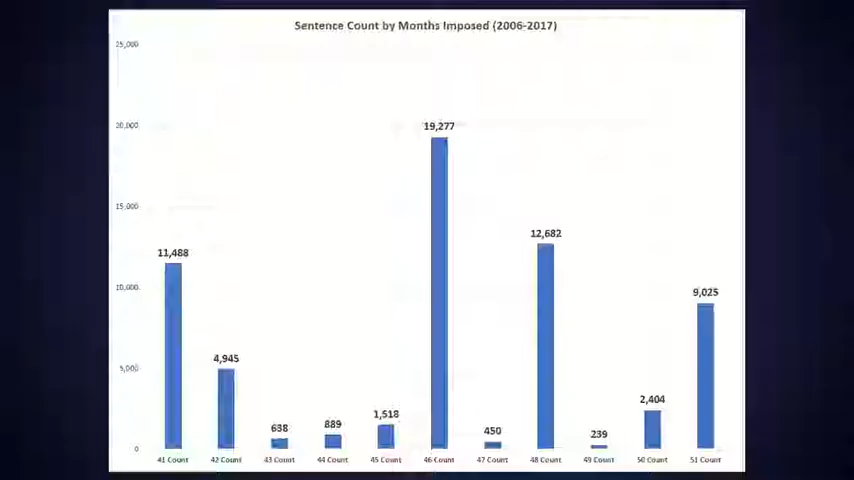 Sentence Count by Months Imposed (2006-2017)
25,000
20,000
15,000
10,000
5,000
0
11,488
4,945
638
889
1,518
19,277
450
12,682
239
2,404
9,025
41 Count
42 Count
43 Count
44 Count
45 Count
46 Count
47 Count
48 Count
49 Count
50 Count
51 Count